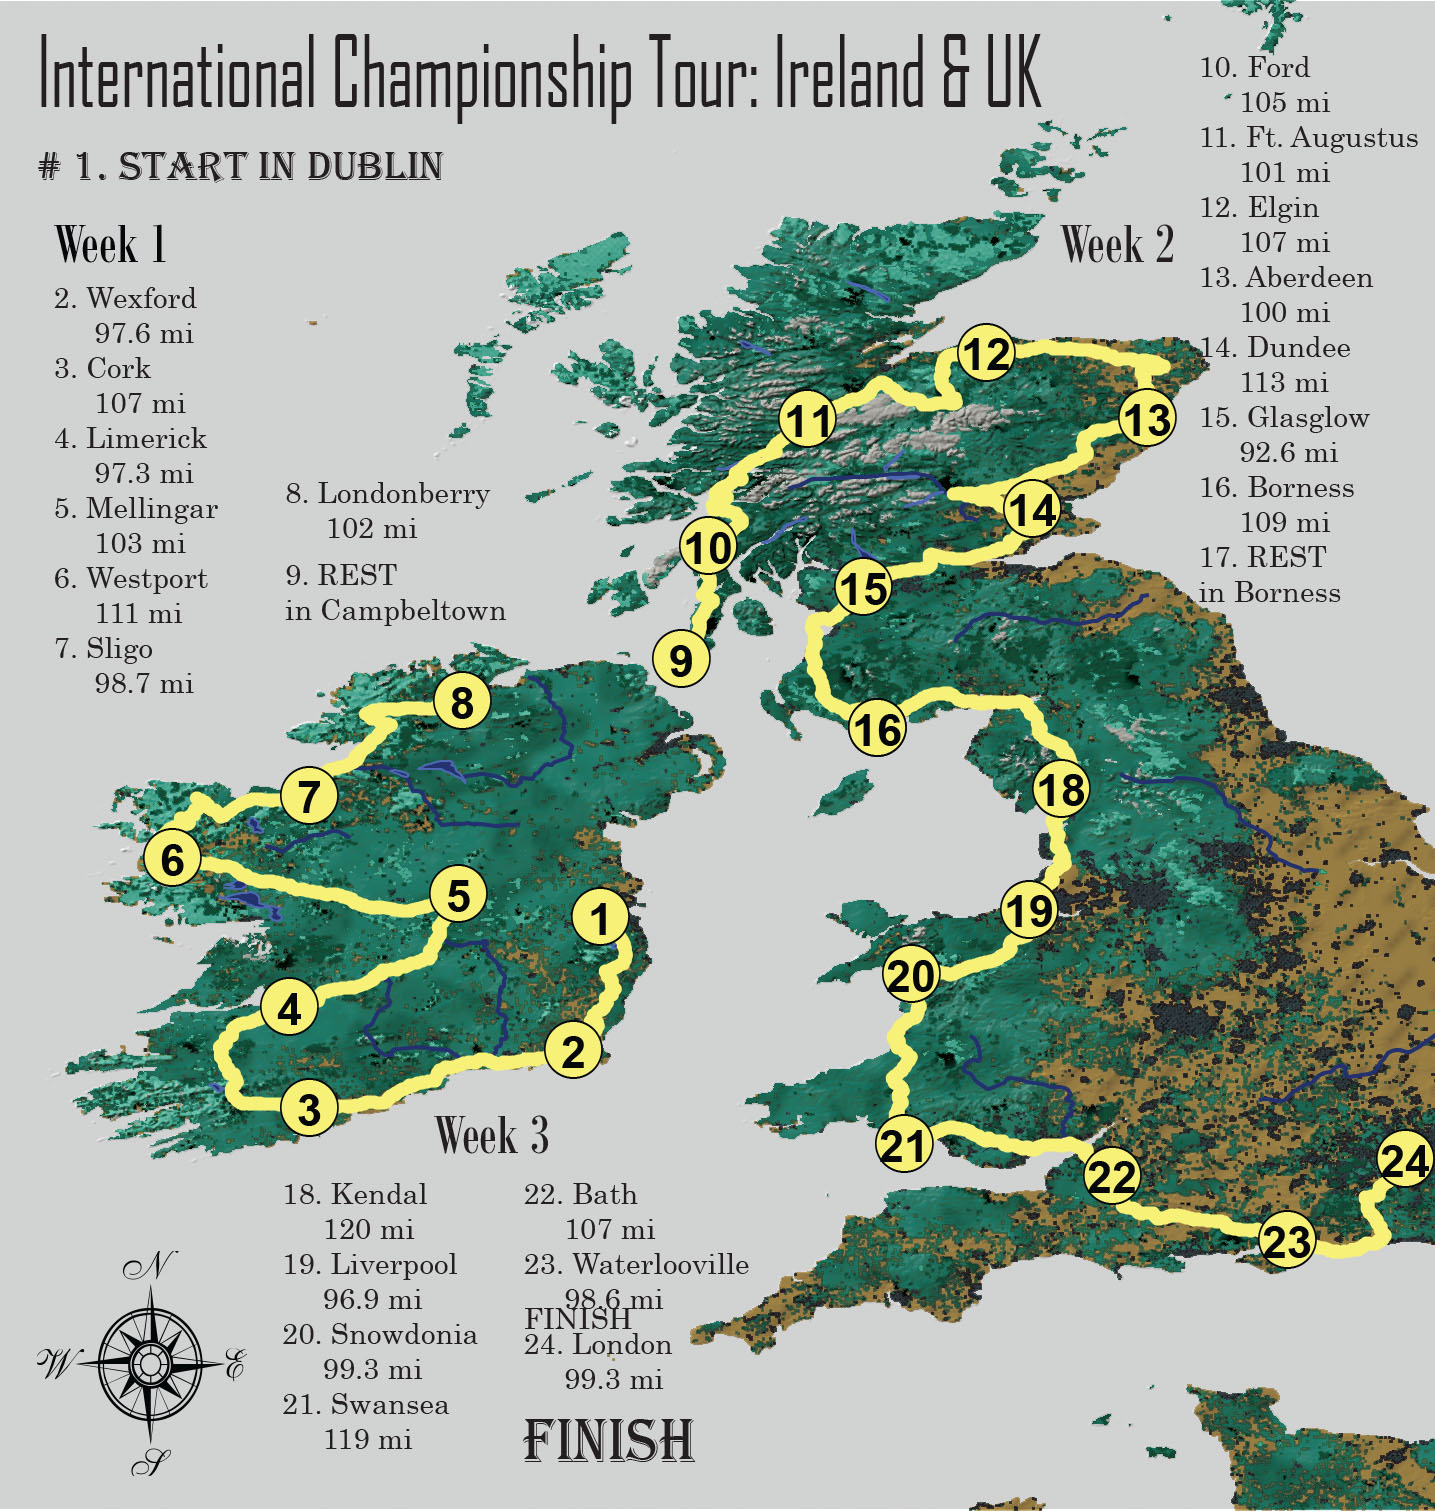 International Championship Tour: Ireland & UK
# 1. START IN DUBLIN
Week 1
2. Wexford
97.6 mi
3. Cork
107 mi
4. Limerick
97.3 mi
5. Mellingar
103 mi
6. Westport
111 mi
7. Sligo
98.7 mi
8. Londonberry
102 mi
9. REST
in Campbeltown
Week 2
10. Ford
105 mi
11. Ft. Augustus
101 mi
12. Elgin
107 mi
13. Aberdeen
100 mi
14. Dundee
113 mi
15. Glasglow
92.6 mi
16. Borness
109 mi
17. REST
in Borness
12
11
13
14
10
15
9
8
16
7
18
6
5
1
19
20
4
2
3
21
22
24
23
Week 3
18. Kendal
120 mi
19. Liverpool
96.9 mi
20. Snowdonia
99.3 mi
21. Swansea
119 mi
22. Bath
107 mi
23. Waterlooville
98.6 mi
FINISH
24. London
99.3 mi
FINISH
N
W
E
S